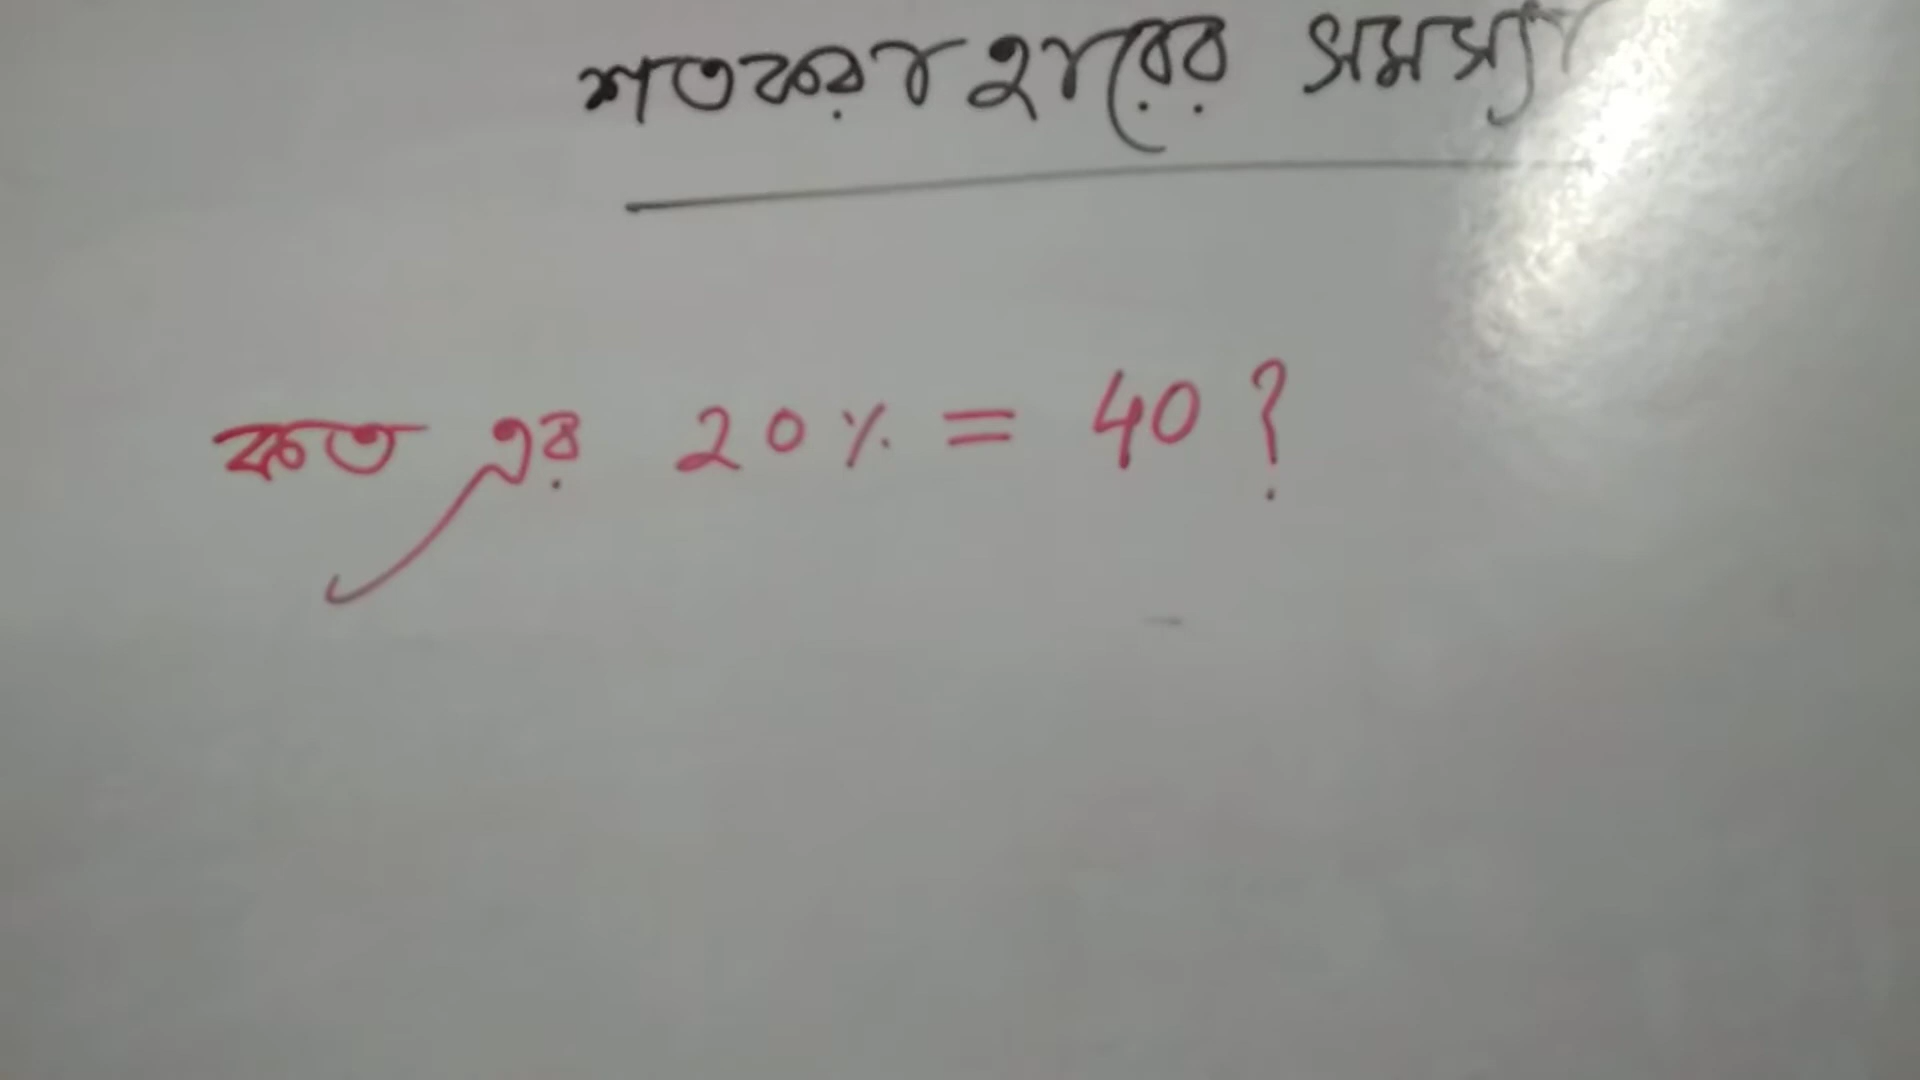 শতকরা হারের সমস্যা
কত এর 20% = 40?